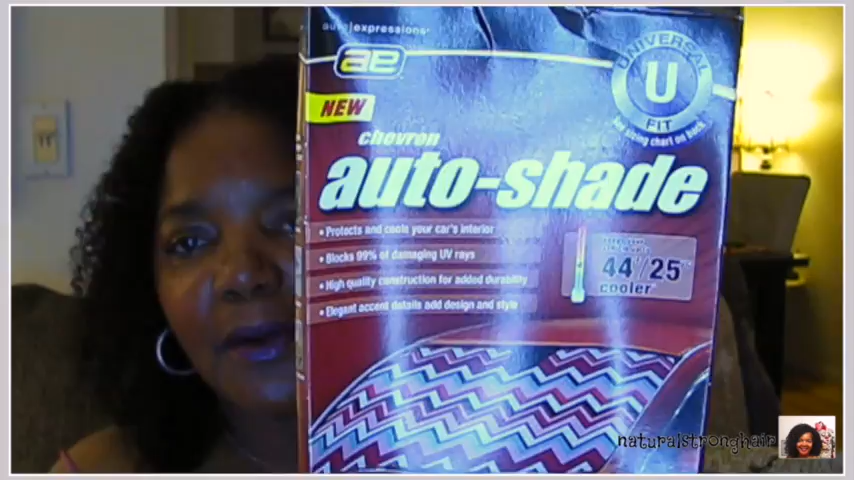 auto|expressions
ae
UNIVERSAL
U
FIT
See sizing chart on back.
NEW
chevron
auto-shade
• Protects and cools your car's interior
• Blocks 99% of damaging UV rays
• High quality construction for added durability
• Elegant accent details add design and style
44°/25°
cooler
naturalstronghair